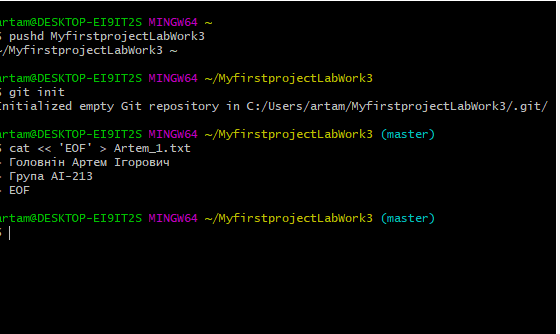 artam@DESKTOP-EI9IT2S MINGW64 ~
$ pushd MyfirstprojectLabWork3
~/MyfirstprojectLabWork3 ~
artam@DESKTOP-EI9IT2S MINGW64 ~/MyfirstprojectLabWork3
$ git init
Initialized empty Git repository in C:/Users/artam/MyfirstprojectLabWork3/.git/
artam@DESKTOP-EI9IT2S MINGW64 ~/MyfirstprojectLabWork3 (master)
$ cat << 'EOF' > Artem_1.txt
> Головнін Артем Ігорович
> Група АІ-213
> EOF
artam@DESKTOP-EI9IT2S MINGW64 ~/MyfirstprojectLabWork3 (master)
$